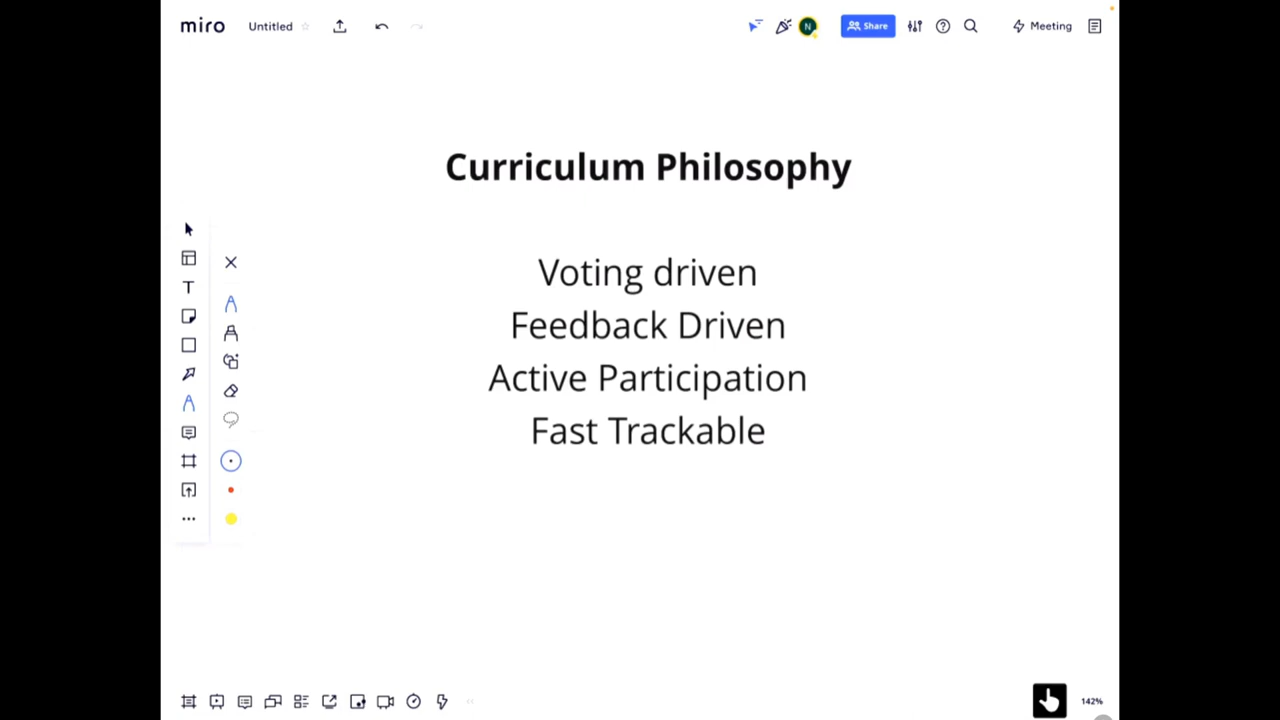 miro Untitled Share Meeting
Curriculum Philosophy
Voting driven
Feedback Driven
Active Participation
Fast Trackable
N
T
142%